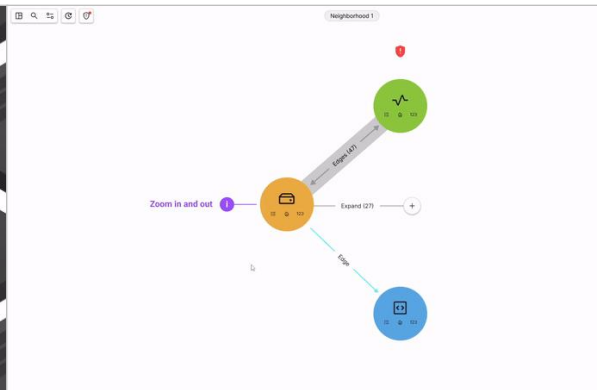 Neighborhood 1
Edges (47)
Zoom in and out
Expand (27)
Edge